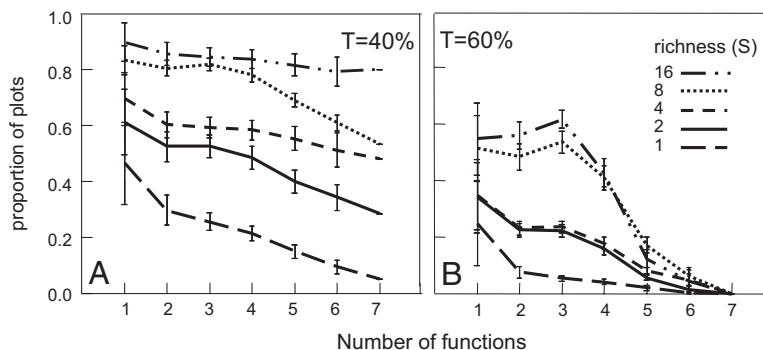 proportion of plots
1.0
0.8
0.6
0.4
0.2
0.0
T=40%
A
1 2 3 4 5 6 7
T=60%
richness (S)
16
8
4
2
1
B
1 2 3 4 5 6 7
Number of functions